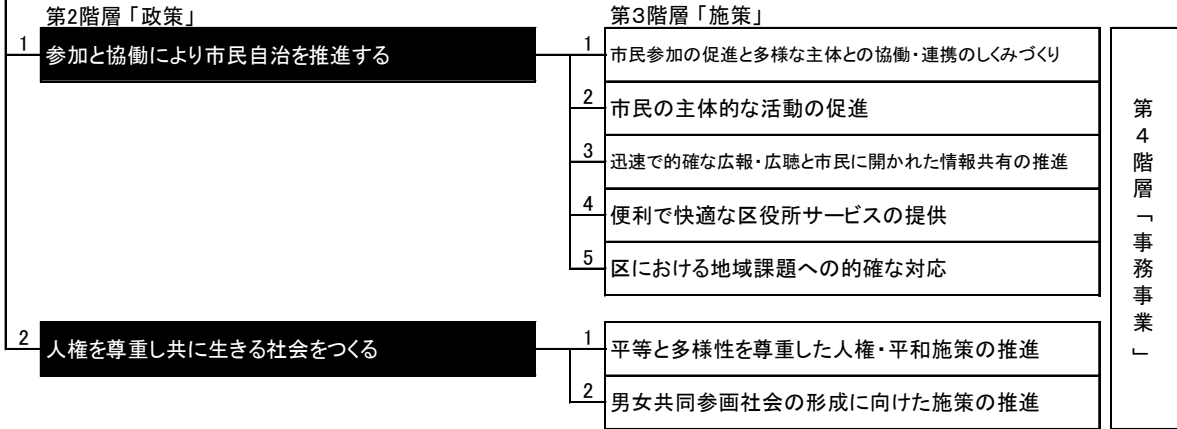 第2階層「政策」
第3階層「施策」
1
参加と協働により市民自治を推進する
1
市民参加の促進と多様な主体との協働・連携のしくみづくり
2
市民の主体的な活動の促進
3
迅速で的確な広報・広聴と市民に開かれた情報共有の推進
4
便利で快適な区役所サービスの提供
5
区における地域課題への的確な対応
2
人権を尊重し共に生きる社会をつくる
1
平等と多様性を尊重した人権・平和施策の推進
2
男女共同参画社会の形成に向けた施策の推進
第4階層「事務事業」